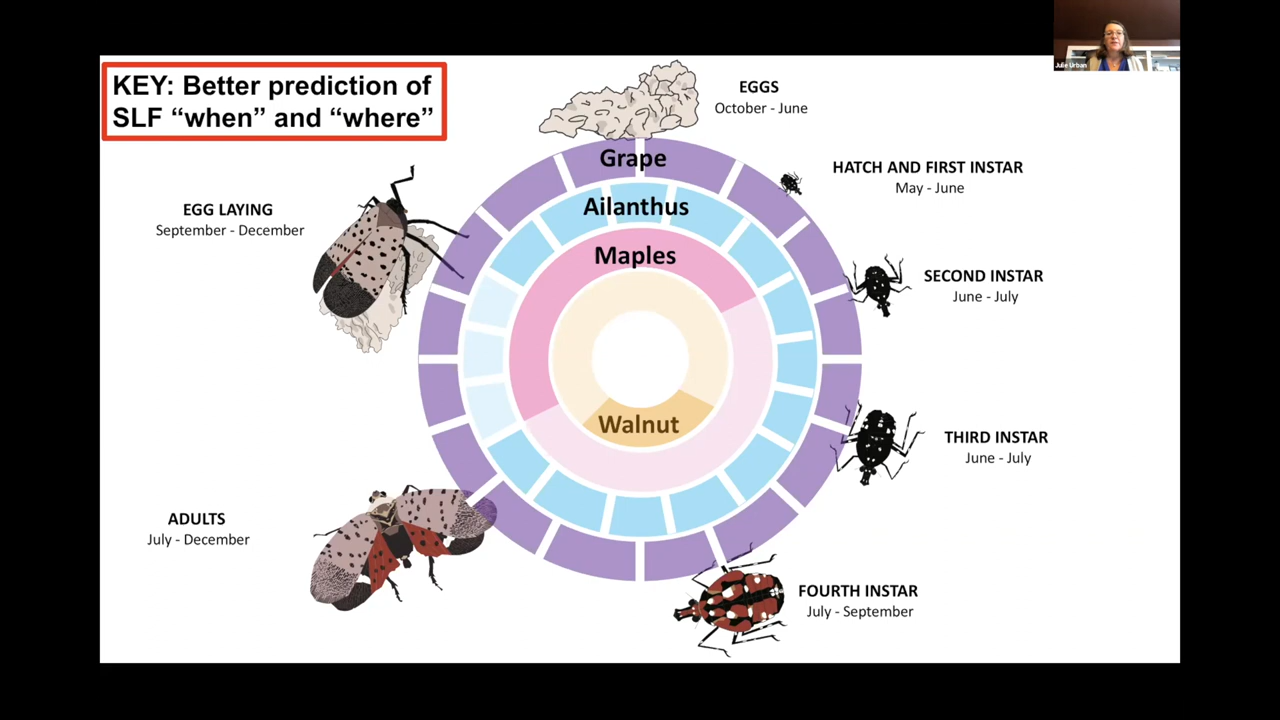 KEY: Better prediction of
SLF “when” and “where”
Julie Urban
EGGS
October - June
Grape
HATCH AND FIRST INSTAR
May - June
Ailanthus
EGG LAYING
September - December
Maples
SECOND INSTAR
June - July
Walnut
THIRD INSTAR
June - July
ADULTS
July - December
FOURTH INSTAR
July - September